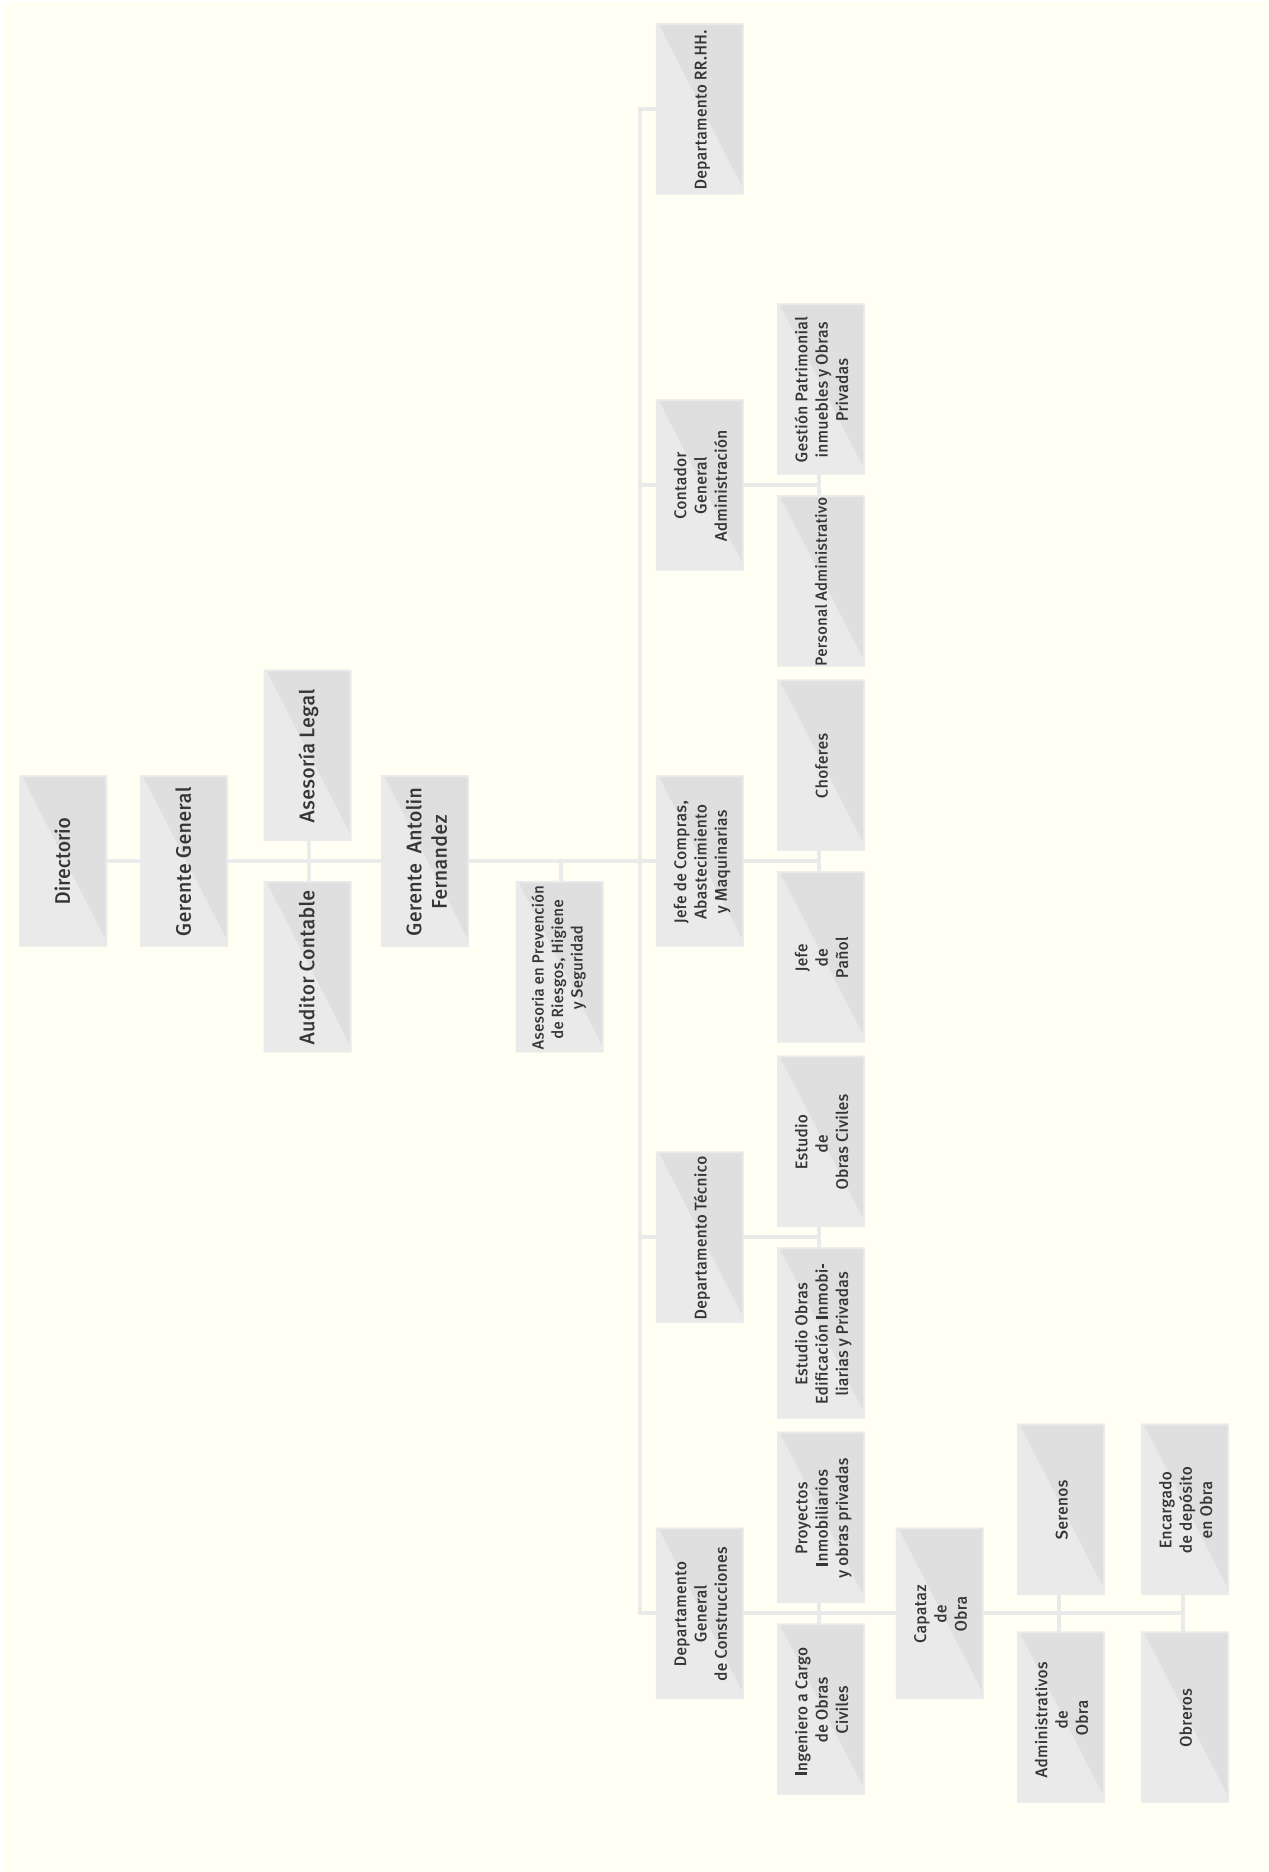 Directorio
Gerente General
Auditor Contable
Asesoría Legal
Gerente Antolin
Fernandez
Asesoria en Prevención
de Riesgos, Higiene
y Seguridad
Departamento
General
de Construcciones
Departamento Técnico
Jefe de Compras,
Abastecimiento
y Maquinarias
Contador
General
Administración
Departamento RR.HH.
Ingeniero a Cargo
de Obras
Civiles
Proyectos
Inmobiliarios
y obras privadas
Estudio Obras
Edificación Inmobi-
liarias y Privadas
Estudio
de
Obras Civiles
Jefe
de
Pañol
Choferes
Personal Administrativo
Gestión Patrimonial
inmuebles y Obras
Privadas
Capataz
de
Obra
Administrativos
de
Obra
Serenos
Obreros
Encargado
de depósito
en Obra